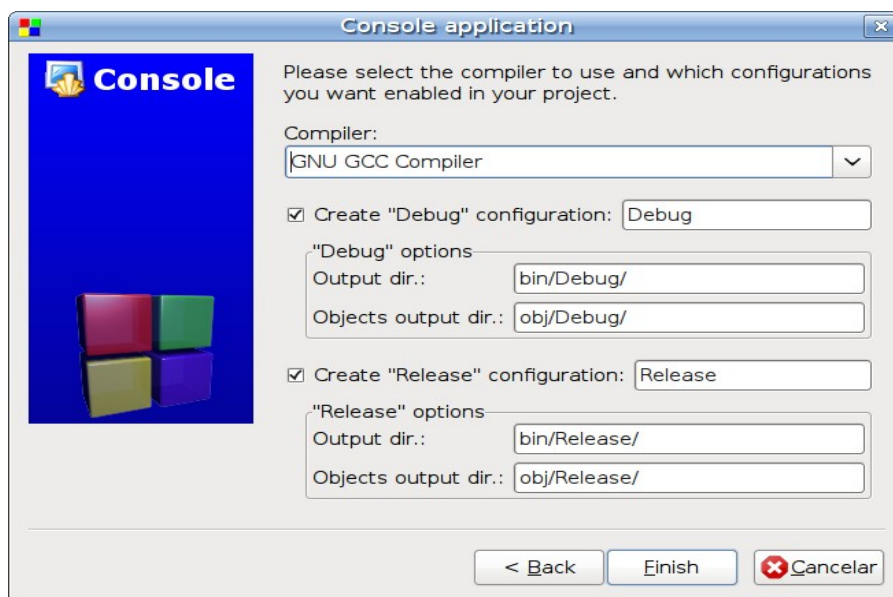 Console application
Console
Please select the compiler to use and which configurations
you want enabled in your project.
Compiler:
GNU GCC Compiler
Create "Debug" configuration: Debug
"Debug" options
Output dir.: bin/Debug/
Objects output dir.: obj/Debug/
Create "Release" configuration: Release
"Release" options
Output dir.: bin/Release/
Objects output dir.: obj/Release/
< Back Finish Cancelar